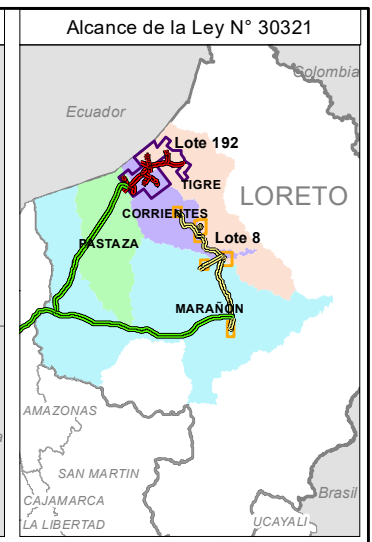 Alcance de la Ley N° 30321
Colombia
Ecuador
Lote 192
TIGRE
LORETO
CORRIENTES
Lote 8
PASTAZA
MARAÑÓN
AMAZONAS
SAN MARTIN
CAJAMARCA
Brasil
LA LIBERTAD
UCAYALI